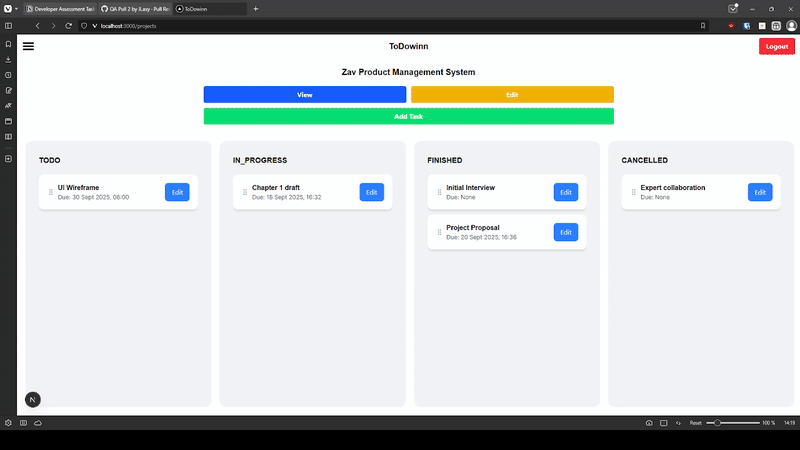 Developer Assessment Tas
QA Pull 2 by JLaxy - Pull Re
ToDowinn
localhost:3000/projects
ToDowinn
Logout
Zav Product Management System
View
Edit
Add Task
TODO
UI Wireframe
Due: 30 Sept 2025, 06:00
Edit
IN_PROGRESS
Chapter 1 draft
Due: 18 Sept 2025, 16:32
Edit
FINISHED
Initial Interview
Due: None
Edit
Project Proposal
Due: 20 Sept 2025, 16:36
Edit
CANCELLED
Expert collaboration
Due: None
Edit
N
Reset
100 %
14:19